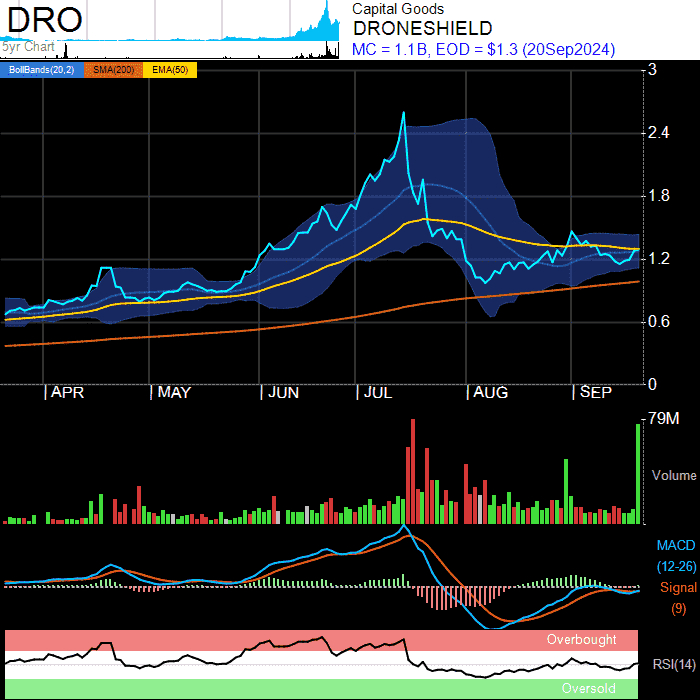 DRO
5yr Chart
Capital Goods
DRONESHIELD
MC = 1.1B, EOD = $1.3 (20Sep2024)
BollBands(20,2) SMA(200) EMA(50)
3
2.4
1.8
1.2
0.6
0
APR MAY JUN JUL AUG SEP
79M
Volume
MACD
(12-26)
Signal
(9)
Overbought
RSI(14)
Oversold